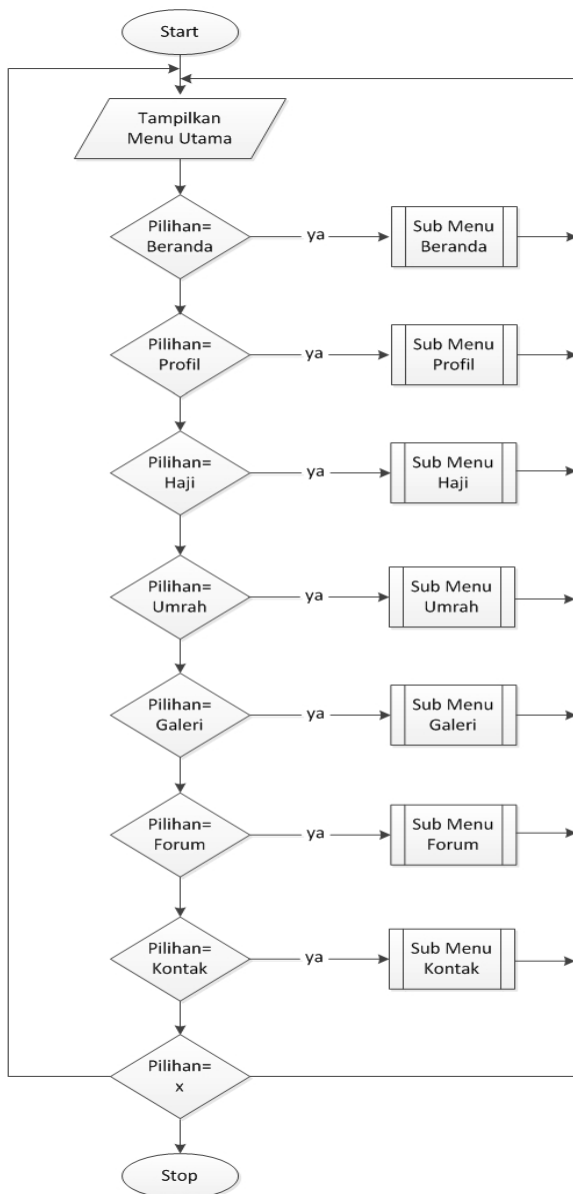 Start
Tampilkan
Menu Utama
Pilihan=
Beranda
ya
Sub Menu
Beranda
Pilihan=
Profil
ya
Sub Menu
Profil
Pilihan=
Haji
ya
Sub Menu
Haji
Pilihan=
Umrah
ya
Sub Menu
Umrah
Pilihan=
Galeri
ya
Sub Menu
Galeri
Pilihan=
Forum
ya
Sub Menu
Forum
Pilihan=
Kontak
ya
Sub Menu
Kontak
Pilihan=
x
Stop